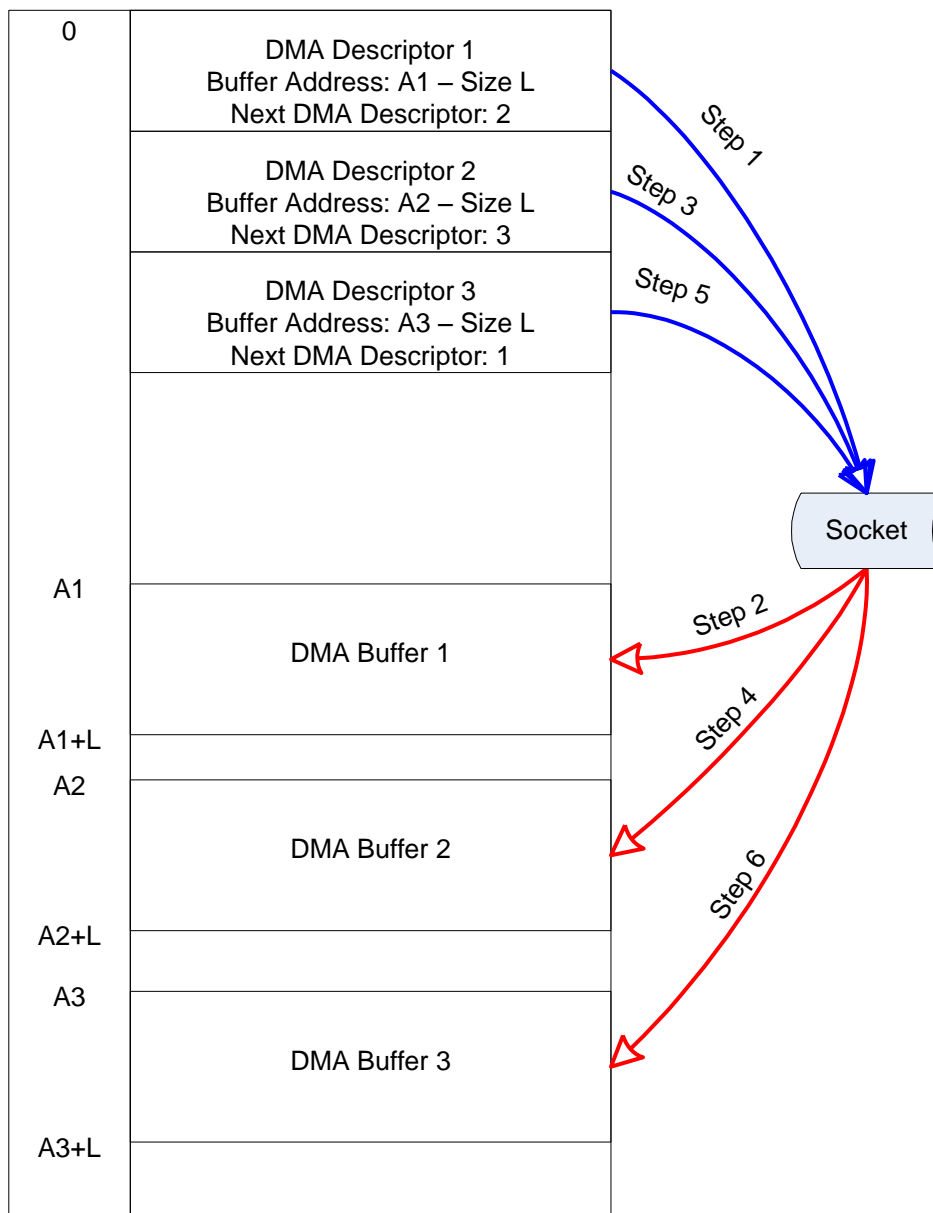 0
DMA Descriptor 1
Buffer Address: A1 – Size L
Next DMA Descriptor: 2
Step 1
DMA Descriptor 2
Buffer Address: A2 – Size L
Next DMA Descriptor: 3
Step 3
DMA Descriptor 3
Buffer Address: A3 – Size L
Next DMA Descriptor: 1
Step 5
Socket
A1
DMA Buffer 1
Step 2
A1+L
A2
DMA Buffer 2
Step 4
A2+L
A3
DMA Buffer 3
Step 6
A3+L